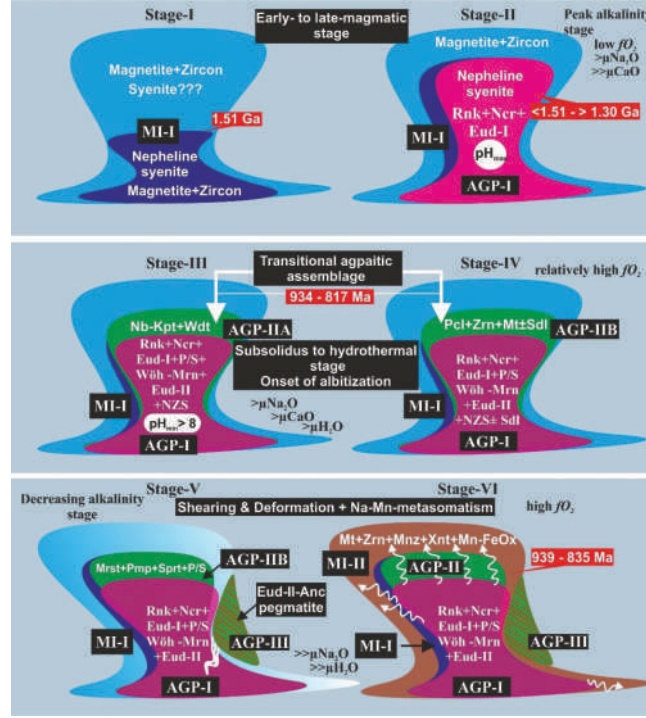 Stage-I
Early- to late-magmatic
stage
Stage-II
Peak alkalinity
stage
low fO₂
>μNa₂O
>>μCaO
Magnetite+Zircon
Syenite???
1.51 Ga
MI-I
Nepheline
syenite
Magnetite+Zircon
Magnetite+Zircon
Nepheline
syenite
Rnk+Ncr+
Eud-I
<1.51 - > 1.30 Ga
MI-I
pHmax
AGP-I
Stage-III
Transitional agpaitic
assemblage
Stage-IV
relatively high fO₂
934 - 817 Ma
Nb-Kpt+Wdt
AGP-IIA
Rnk+Ncr+
Eud-I+P/S+
Wöh -Mrn+
Eud-II
+NZS
MI-I
pHmin> 8
AGP-I
Subsolidus to hydrothermal
stage
Onset of albitization
>μNa₂O
>μCaO
>μH₂O
Pcl+Zrn+Mt±Sdl
AGP-IIB
Rnk+Ncr+
Eud-I+P/S
Wöh -Mrn
+Eud-II
+NZS± Sdl
MI-I
AGP-I
Decreasing alkalinity
stage
Stage-V
Shearing & Deformation + Na-Mn-metasomatism
Stage-VI
high fO₂
Mrst+Pmp+Sprt+P/S
AGP-IIB
Eud-II-Anc
pegmatite
Rnk+Ncr+
Eud-I+P/S
Wöh -Mrn
+Eud-II
MI-I
AGP-III
AGP-I
>>μNa₂O
>>μH₂O
Mt+Zrn+Mnz+Xnt+Mn-FeOx
MI-II
AGP-II
939 - 835 Ma
Rnk+Ncr+
Eud-I+P/S
Wöh -Mrn
+Eud-II
MI-I
AGP-III
AGP-I